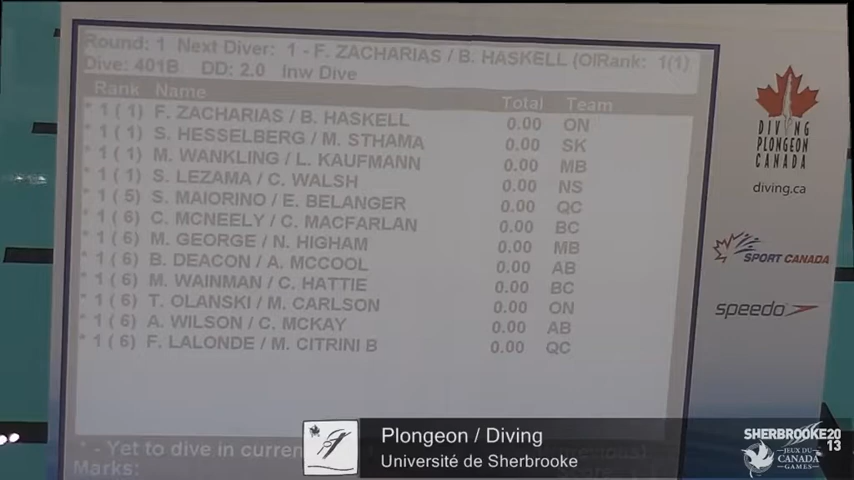 Round: 1 Next Diver: 1 - F. ZACHARIAS / B. HASKELL (O)Rank: 1(1)
Dive: 401B DD: 2.0 Inw Dive
Rank Name Total Team
* 1 ( 1) F. ZACHARIAS / B. HASKELL 0.00 ON
* 1 ( 1) S. HESSELBERG / M. STHAMA 0.00 SK
* 1 ( 1) M. WANKLING / L. KAUFMANN 0.00 MB
* 1 ( 1) S. LEZAMA / C. WALSH 0.00 NS
* 1 ( 5) S. MAIORINO / E. BELANGER 0.00 QC
* 1 ( 6) C. MCNEELY / C. MACFARLAN 0.00 BC
* 1 ( 6) M. GEORGE / N. HIGHAM 0.00 MB
* 1 ( 6) B. DEACON / A. MCCOOL 0.00 AB
* 1 ( 6) M. WAINMAN / C. HATTIE 0.00 BC
* 1 ( 6) T. OLANSKI / M. CARLSON 0.00 ON
* 1 ( 6) A. WILSON / C. MCKAY 0.00 AB
* 1 ( 6) F. LALONDE / M. CITRINI B 0.00 QC
* - Yet to dive in
Marks:
DIVING
PLONGEON
CANADA
diving.ca
SPORT CANADA
speedo
Plongeon / Diving
Université de Sherbrooke
SHERBROOKE 2013
JEUX DU
CANADA
GAMES